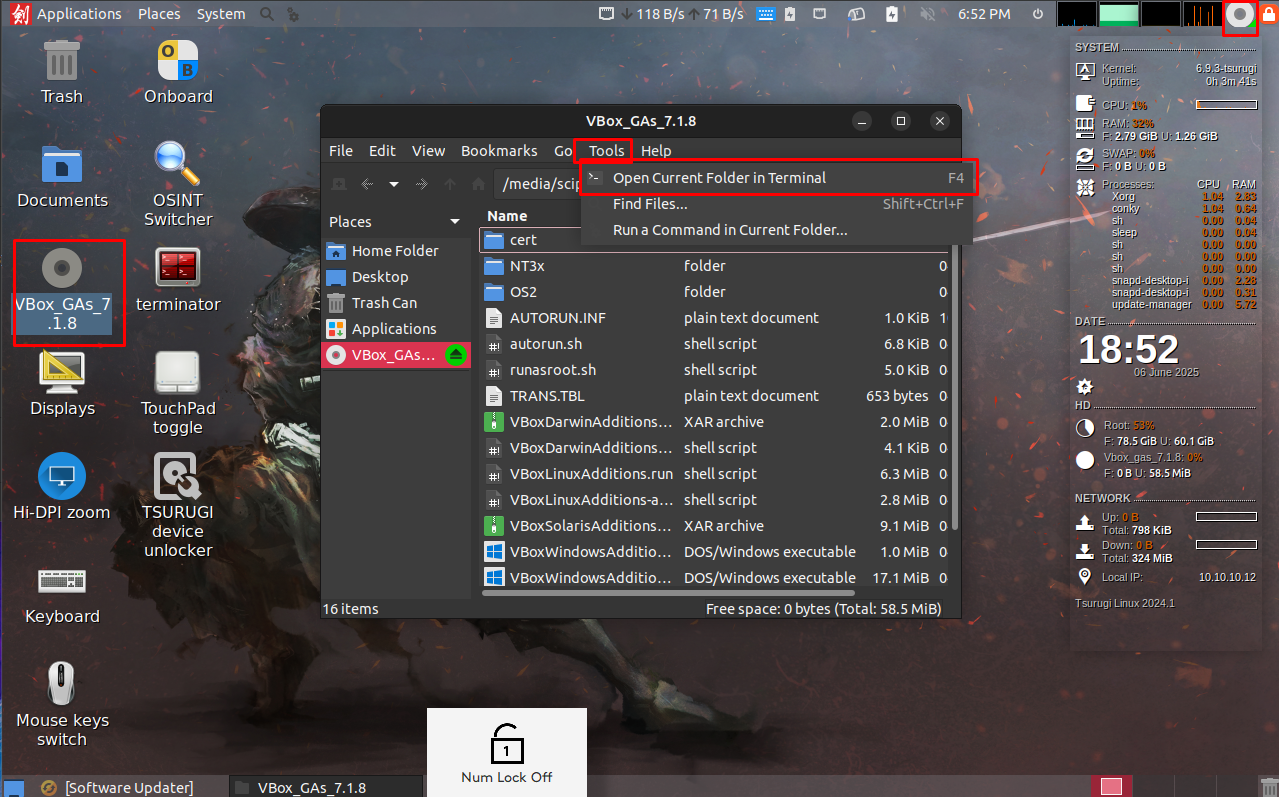 剣 Applications Places System 118 B/s 71 B/s 6:52 PM
Trash
Onboard
O
B
Documents
OSINT
Switcher
VBox_GAs_7
.1.8
terminator
Displays
TouchPad
toggle
Hi-DPI zoom
TSURUGI
device
unlocker
Keyboard
Mouse keys
switch
VBox_GAs_7.1.8
File Edit View Bookmarks Go Tools Help
Open Current Folder in Terminal F4
Find Files... Shift+Ctrl+F
Run a Command in Current Folder...
/media/scip
Places
Home Folder
Desktop
Trash Can
Applications
VBox_GAs...
Name
cert
NT3x folder 0
OS2 folder 0
AUTORUN.INF plain text document 1.0 KiB 1
autorun.sh shell script 6.8 KiB 0
runasroot.sh shell script 5.0 KiB 0
TRANS.TBL plain text document 653 bytes 0
VBoxDarwinAdditions... XAR archive 2.0 MiB 0
VBoxDarwinAdditions... shell script 4.1 KiB 0
VBoxLinuxAdditions.run shell script 6.3 MiB 0
VBoxLinuxAdditions-a... shell script 2.8 MiB 0
VBoxSolarisAdditions... XAR archive 9.1 MiB 0
VBoxWindowsAdditio... DOS/Windows executable 1.0 MiB 0
VBoxWindowsAdditio... DOS/Windows executable 17.1 MiB 0
16 items Free space: 0 bytes (Total: 58.5 MiB)
SYSTEM
Kernel: 6.9.3-tsurugi
Uptime: 0h 3m 41s
CPU: 1%
RAM: 32%
F: 2.79 GiB U: 1.26 GiB
SWAP: 0%
F: 0 B U: 0 B
Processes: CPU RAM
Xorg 1.04 2.83
conky 1.04 0.64
sh 0.00 0.04
sleep 0.00 0.04
sh 0.00 0.04
sh 0.00 0.04
sh 0.00 0.04
snapd-desktop-i 0.00 2.28
snapd-desktop-i 0.00 0.31
update-manager 0.00 5.72
DATE
18:52
06 June 2025
HD
Root: 53%
F: 78.5 GiB U: 60.1 GiB
Vbox_gas_7.1.8: 0%
F: 0 B U: 58.5 MiB
NETWORK
Up: 0 B
Total: 798 KiB
Down: 0 B
Total: 324 MiB
Local IP: 10.10.10.12
Tsurugi Linux 2024.1
1
Num Lock Off
[Software Updater] VBox_GAs_7.1.8